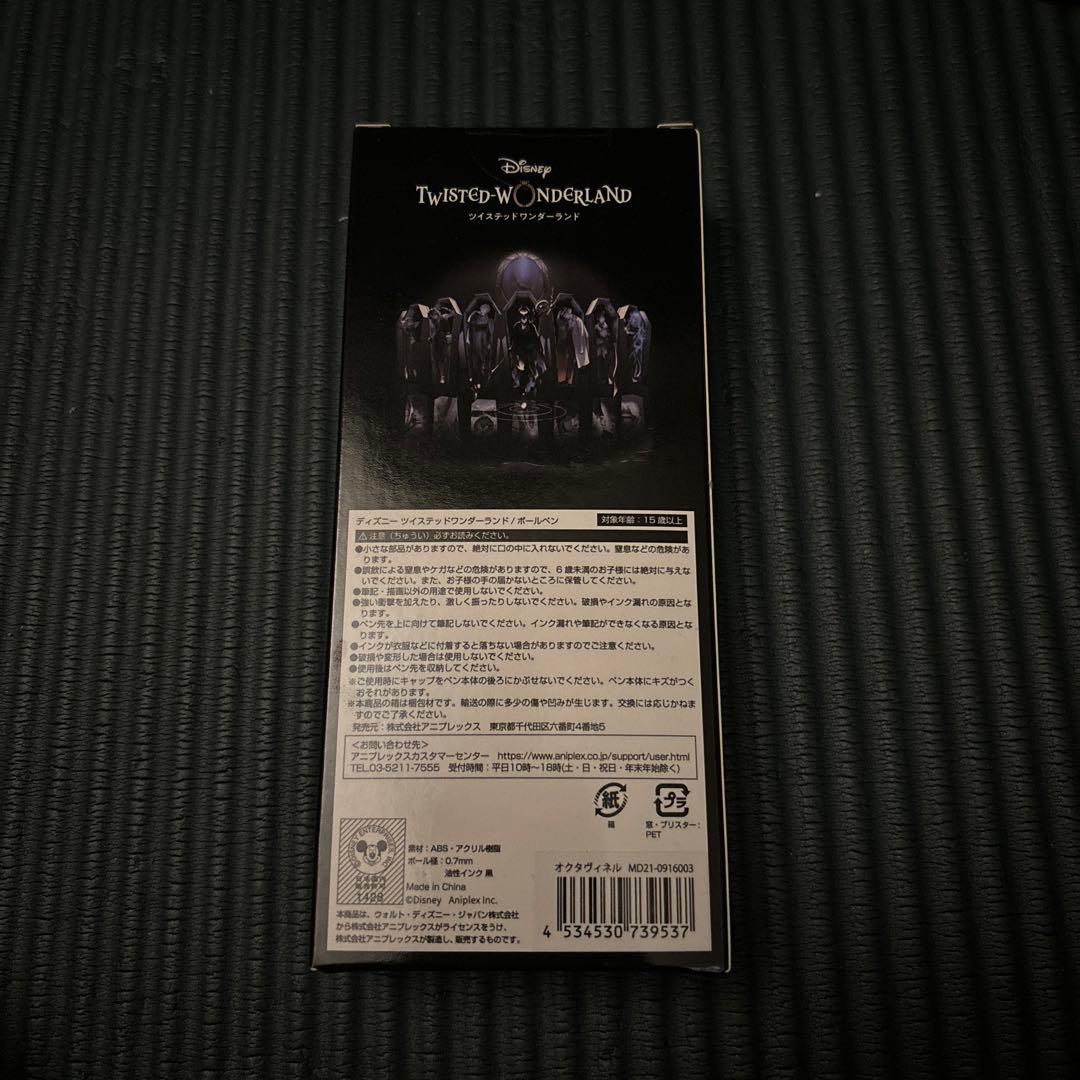 Disney
TWISTED-WONDERLAND
ツイステッドワンダーランド
ディズニー ツイステッドワンダーランド / ボールペン
対象年齢：15歳以上
⚠注意（ちゅうい）必ずお読みください。
●小さな部品がありますので、絶対に口の中に入れないでください。窒息などの危険があ
ります。
●誤飲による窒息やケガなどの危険がありますので、6歳未満のお子様には絶対に与えな
いでください。また、お子様の手の届かないところに保管してください。
●筆記・描画以外の用途で使用しないでください。
●強い衝撃を加えたり、激しく振ったりしないでください。破損やインク漏れの原因とな
ります。
●ペン先を上に向けて筆記しないでください。インク漏れや筆記ができなくなる原因とな
ります。
●インクが衣服などに付着すると落ちない場合がありますのでご注意ください。
●破損や変形した場合は使用しないでください。
●使用後はペン先を収納してください。
※ご使用時にキャップをペン本体の後ろにかぶせないでください。ペン本体にキズがつく
おそれがあります。
※本商品の箱は梱包材です。輸送の際に多少の傷や凹みが生じます。交換には応じかねま
すのでご了承ください。
発売元：株式会社アニプレックス 東京都千代田区六番町4番地5
＜お問い合わせ先＞
アニプレックスカスタマーセンター https://www.aniplex.co.jp/support/user.html
TEL.03-5211-7555 受付時間：平日10時～18時(土・日・祝日・年末年始除く)
紙
箱
プラ
窓・ブリスター：
PET
素材：ABS・アクリル樹脂
ボール径：0.7mm
油性インク 黒
Made in China
©Disney Aniplex Inc.
1428
本商品は、ウォルト・ディズニー・ジャパン株式会社
から株式会社アニプレックスがライセンスをうけ、
株式会社アニプレックスが製造し、販売するものです。
オクタヴィネル MD21-0916003
4 534530 739537